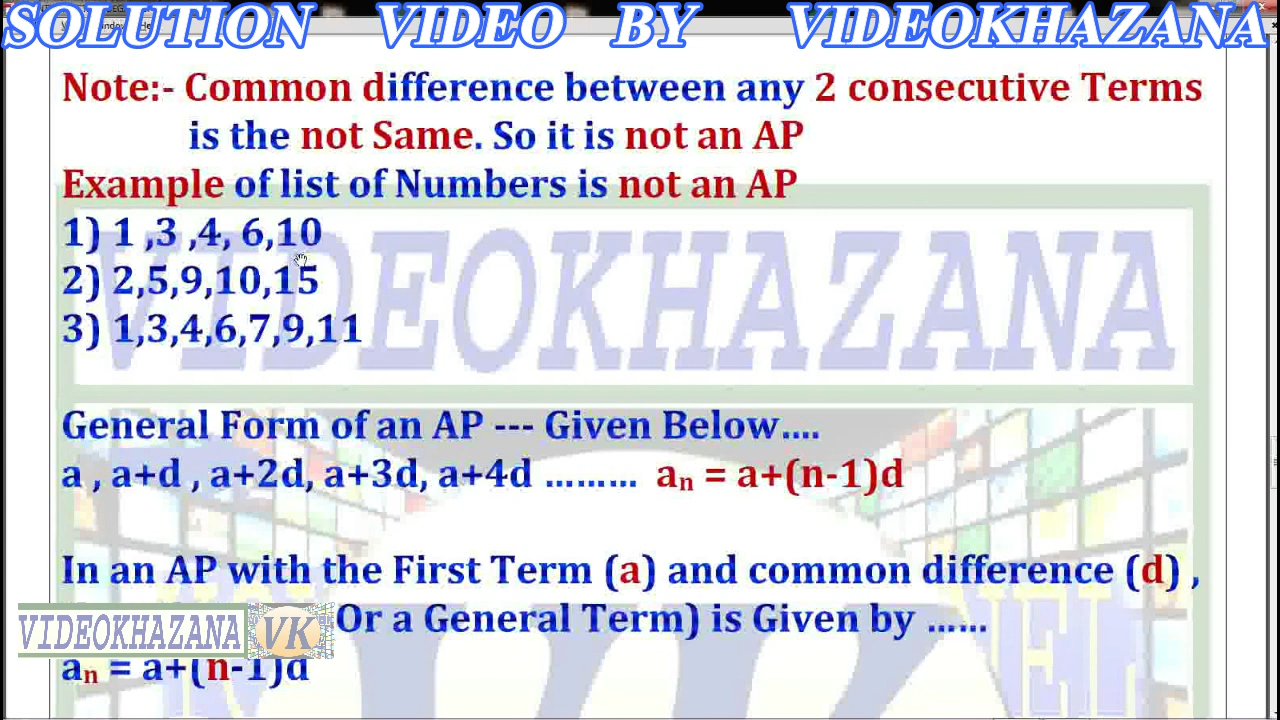 SOLUTION VIDEO BY VIDEOKHAZANA
Note:- Common difference between any 2 consecutive Terms
is the not Same. So it is not an AP
Example of list of Numbers is not an AP
1) 1 ,3 ,4, 6,10
2) 2,5,9,10,15
3) 1,3,4,6,7,9,11
VIDEOKHAZANA
General Form of an AP --- Given Below....
a , a+d , a+2d, a+3d, a+4d ......... aₙ = a+(n-1)d
In an AP with the First Term (a) and common difference (d) ,
Or a General Term) is Given by ......
VIDEOKHAZANA VK
aₙ = a+(n-1)d